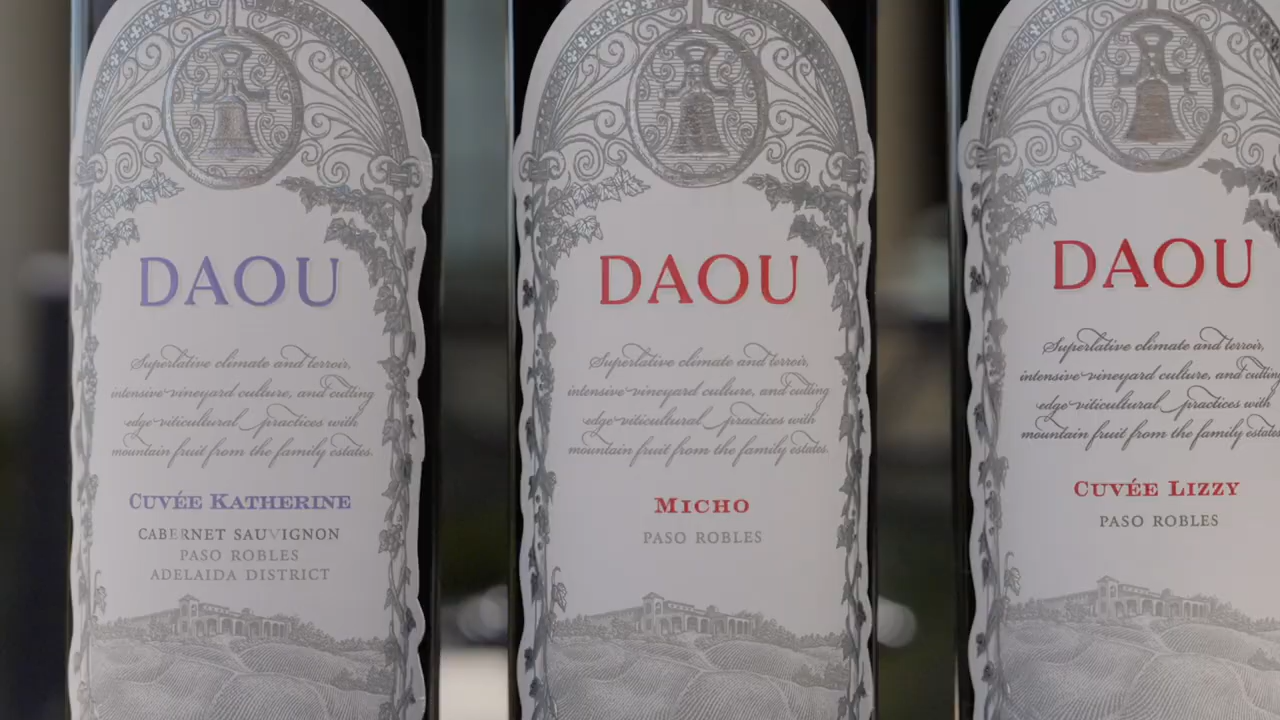 DAOU
Superlative climate and terroir,
intensive vineyard culture, and cutting
edge viticultural practices with
mountain fruit from the family estates.
CUVÉE KATHERINE
CABERNET SAUVIGNON
PASO ROBLES
ADELAIDA DISTRICT
DAOU
Superlative climate and terroir,
intensive vineyard culture, and cutting
edge viticultural practices with
mountain fruit from the family estates.
MICHO
PASO ROBLES
DAOU
Superlative climate and terroir,
intensive vineyard culture, and cutting
edge viticultural practices with
mountain fruit from the family estates
CUVÉE LIZZY
PASO ROBLES